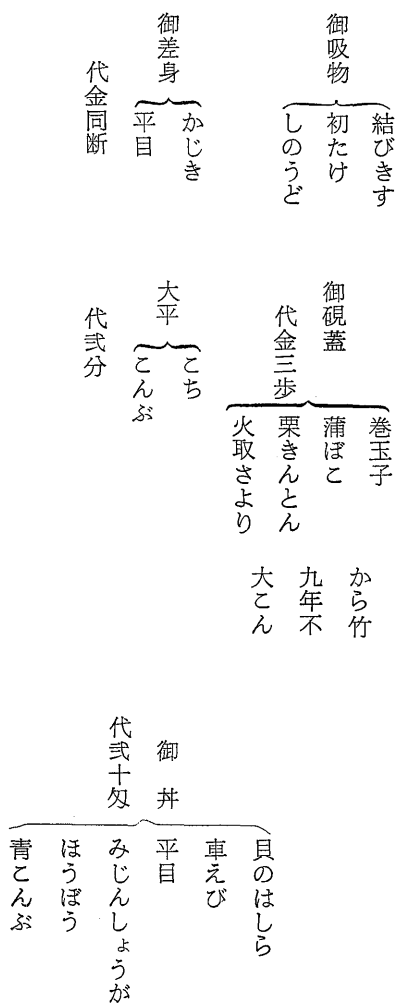 御吸物
結びきす
初たけ
しのうど
御硯蓋
代金三歩
巻玉子
蒲ぼこ
栗きんとん
火取さより
から竹
九年不
大こん
御丼
代弐十匁
貝のはしら
車えび
平目
みじんしょうが
ほうぼう
青こんぶ
御差身
かじき
平目
代金同断
大平
こち
こんぶ
代弐分